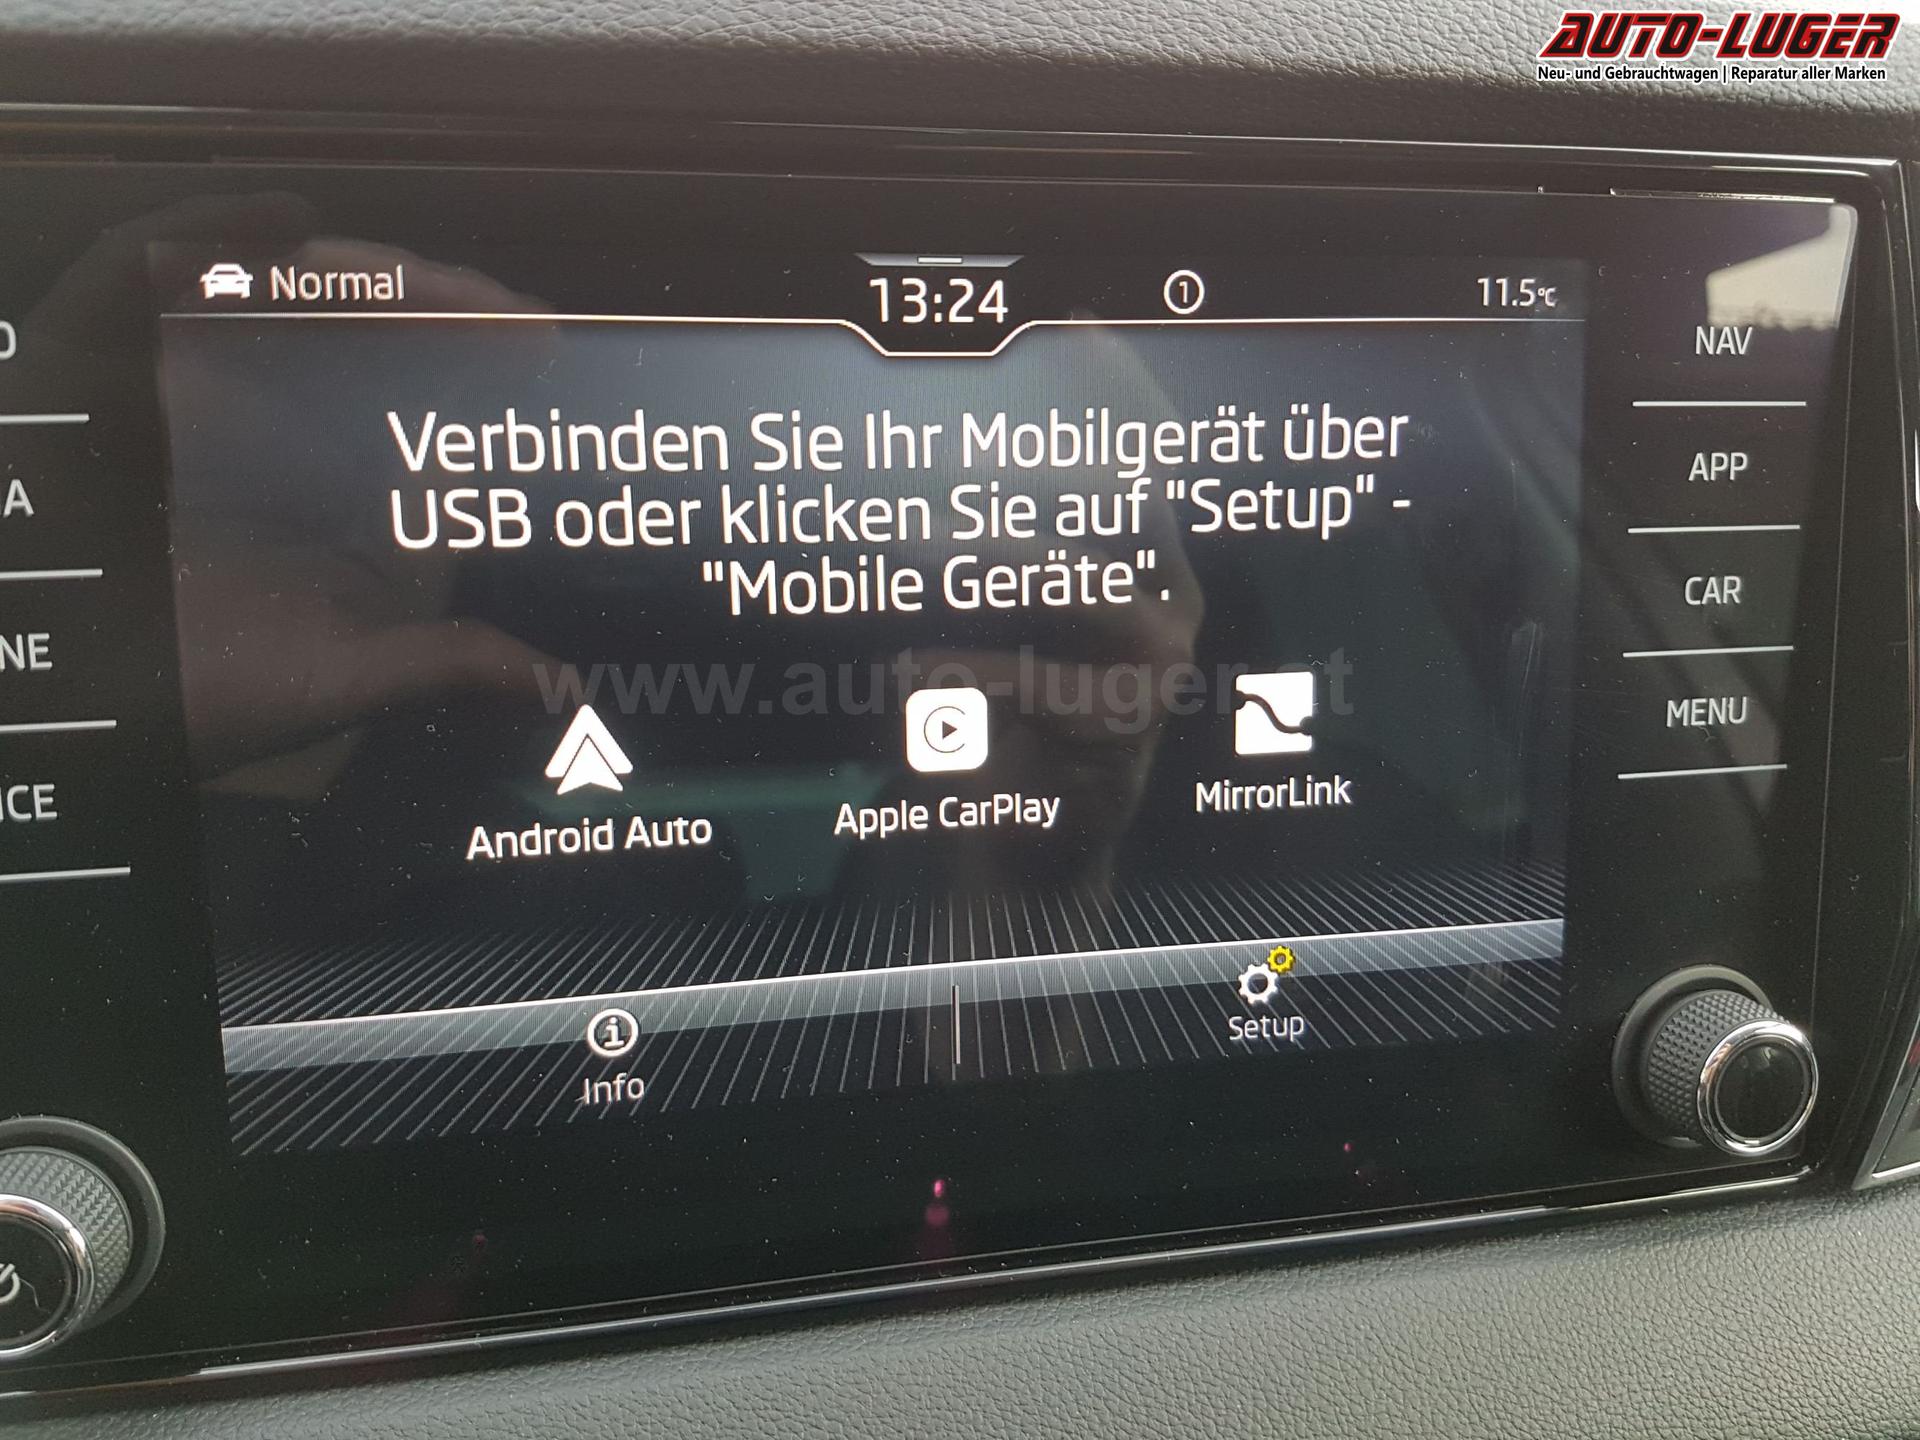 AUTO-LUGER
Neu- und Gebrauchtwagen | Reparatur aller Marken
Normal
13:24
1
11.5°C
NAV
APP
CAR
MENU
Verbinden Sie Ihr Mobilgerät über
USB oder klicken Sie auf "Setup" -
"Mobile Geräte".
www.auto-luger.at
Android Auto
Apple CarPlay
MirrorLink
Info
Setup